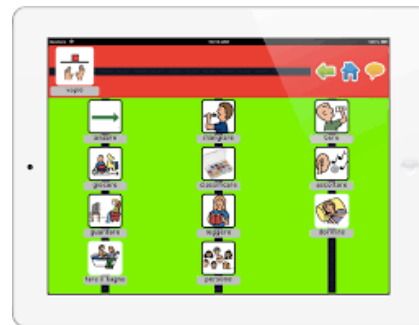 voglio
andare mangiare bere
giocare classificare ascoltare
guardare leggere dormire
fare il bagno persone